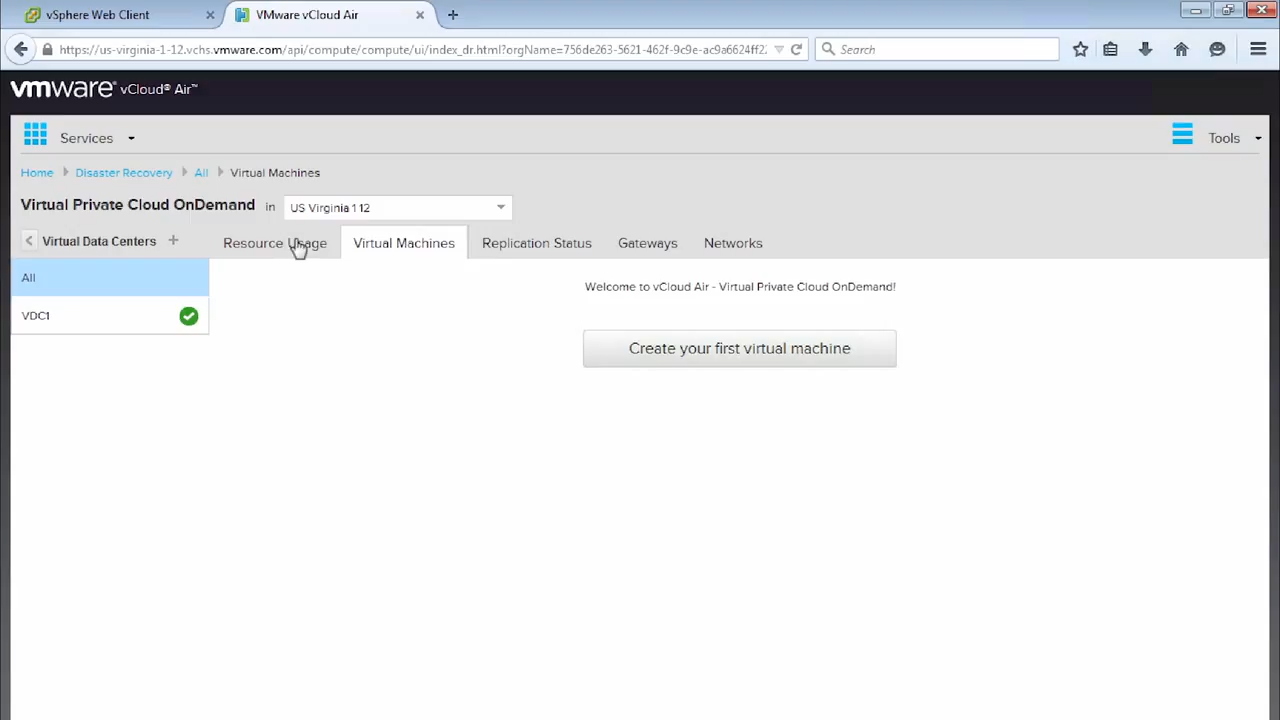 vSphere Web Client
VMware vCloud Air
https://us-virginia-1-12.vchs.vmware.com/api/compute/compute/ui/index_dr.html?orgName=756de263-5621-462f-9c9e-ac9a6624ff2
Search
vmware® vCloud® Air™
Services
Tools
Home Disaster Recovery All Virtual Machines
Virtual Private Cloud OnDemand in US Virginia 1 12
Virtual Data Centers +
Resource Usage Virtual Machines Replication Status Gateways Networks
All
VDC1
Welcome to vCloud Air - Virtual Private Cloud OnDemand!
Create your first virtual machine